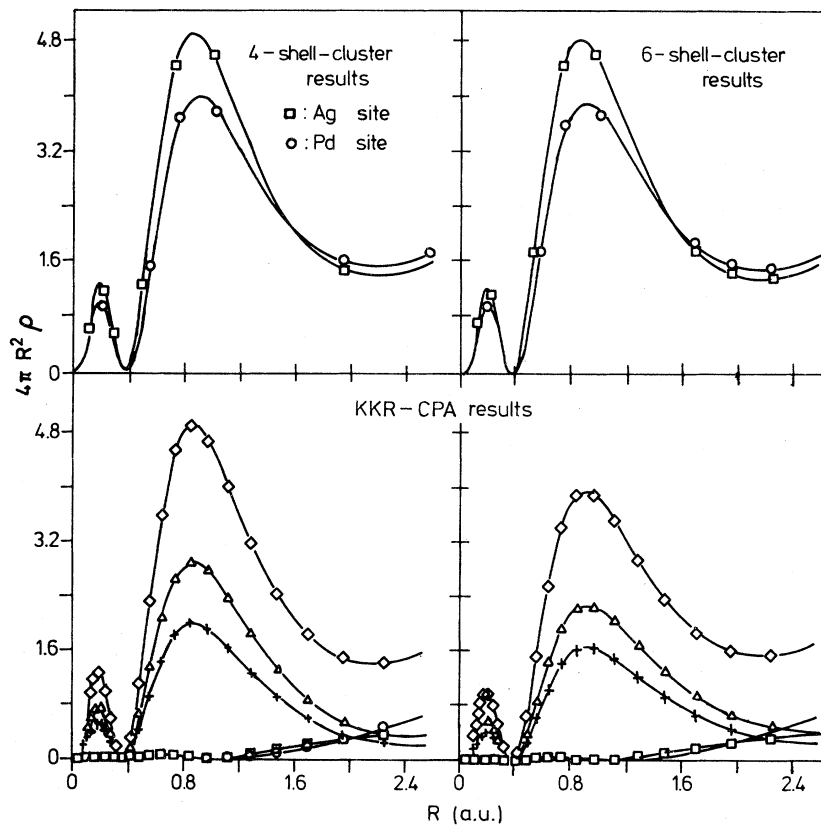 4.8
3.2
1.6
0
4-shell-cluster
results
□ : Ag site
○ : Pd site
6-shell-cluster
results
4π R² ρ
KKR-CPA results
4.8
3.2
1.6
0
0
0.8
1.6
2.4
0
0.8
1.6
2.4
R (a.u.)